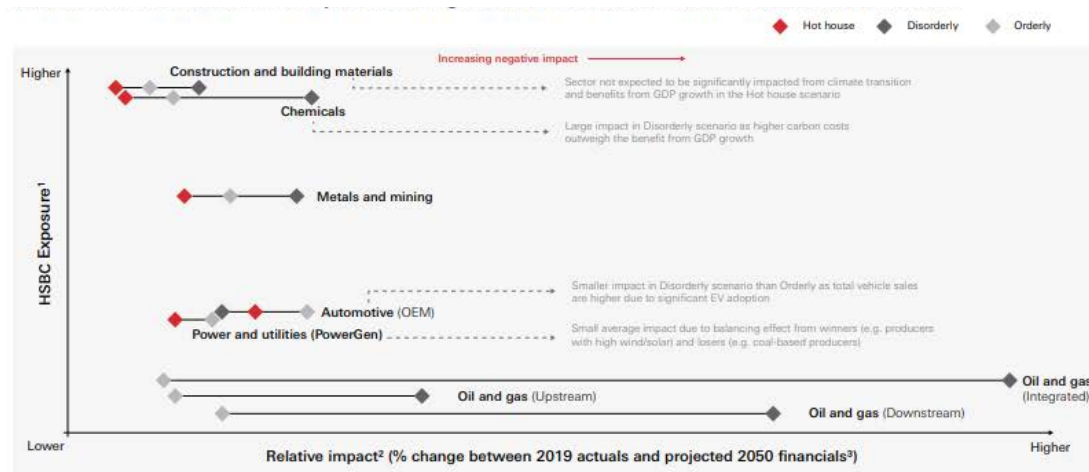 Hot house
Disorderly
Orderly
Increasing negative impact
Higher
Construction and building materials
Sector not expected to be significantly impacted from climate transition
and benefits from GDP growth in the Hot house scenario
Chemicals
Large impact in Disorderly scenario as higher carbon costs
outweigh the benefit from GDP growth
HSBC Exposure¹
Metals and mining
Smaller impact in Disorderly scenario than Orderly as total vehicle sales
are higher due to significant EV adoption
Automotive (OEM)
Power and utilities (PowerGen)
Small average impact due to balancing effect from winners (e.g. producers
with high wind/solar) and losers (e.g. coal-based producers)
Oil and gas
(Integrated)
Oil and gas (Upstream)
Oil and gas (Downstream)
Lower
Higher
Relative impact² (% change between 2019 actuals and projected 2050 financials³)